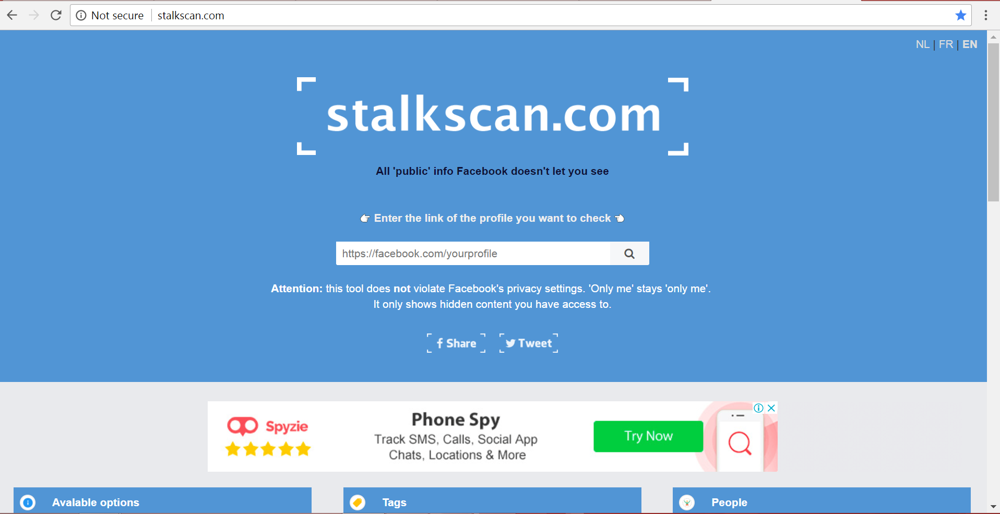 Not secure stalkscan.com
NL | FR | EN
stalkscan.com
All 'public' info Facebook doesn't let you see
Enter the link of the profile you want to check
https://facebook.com/yourprofile
Attention: this tool does not violate Facebook's privacy settings. 'Only me' stays 'only me'.
It only shows hidden content you have access to.
Share Tweet
Spyzie
Phone Spy
Track SMS, Calls, Social App
Chats, Locations & More
Try Now
Avalable options
Tags
People